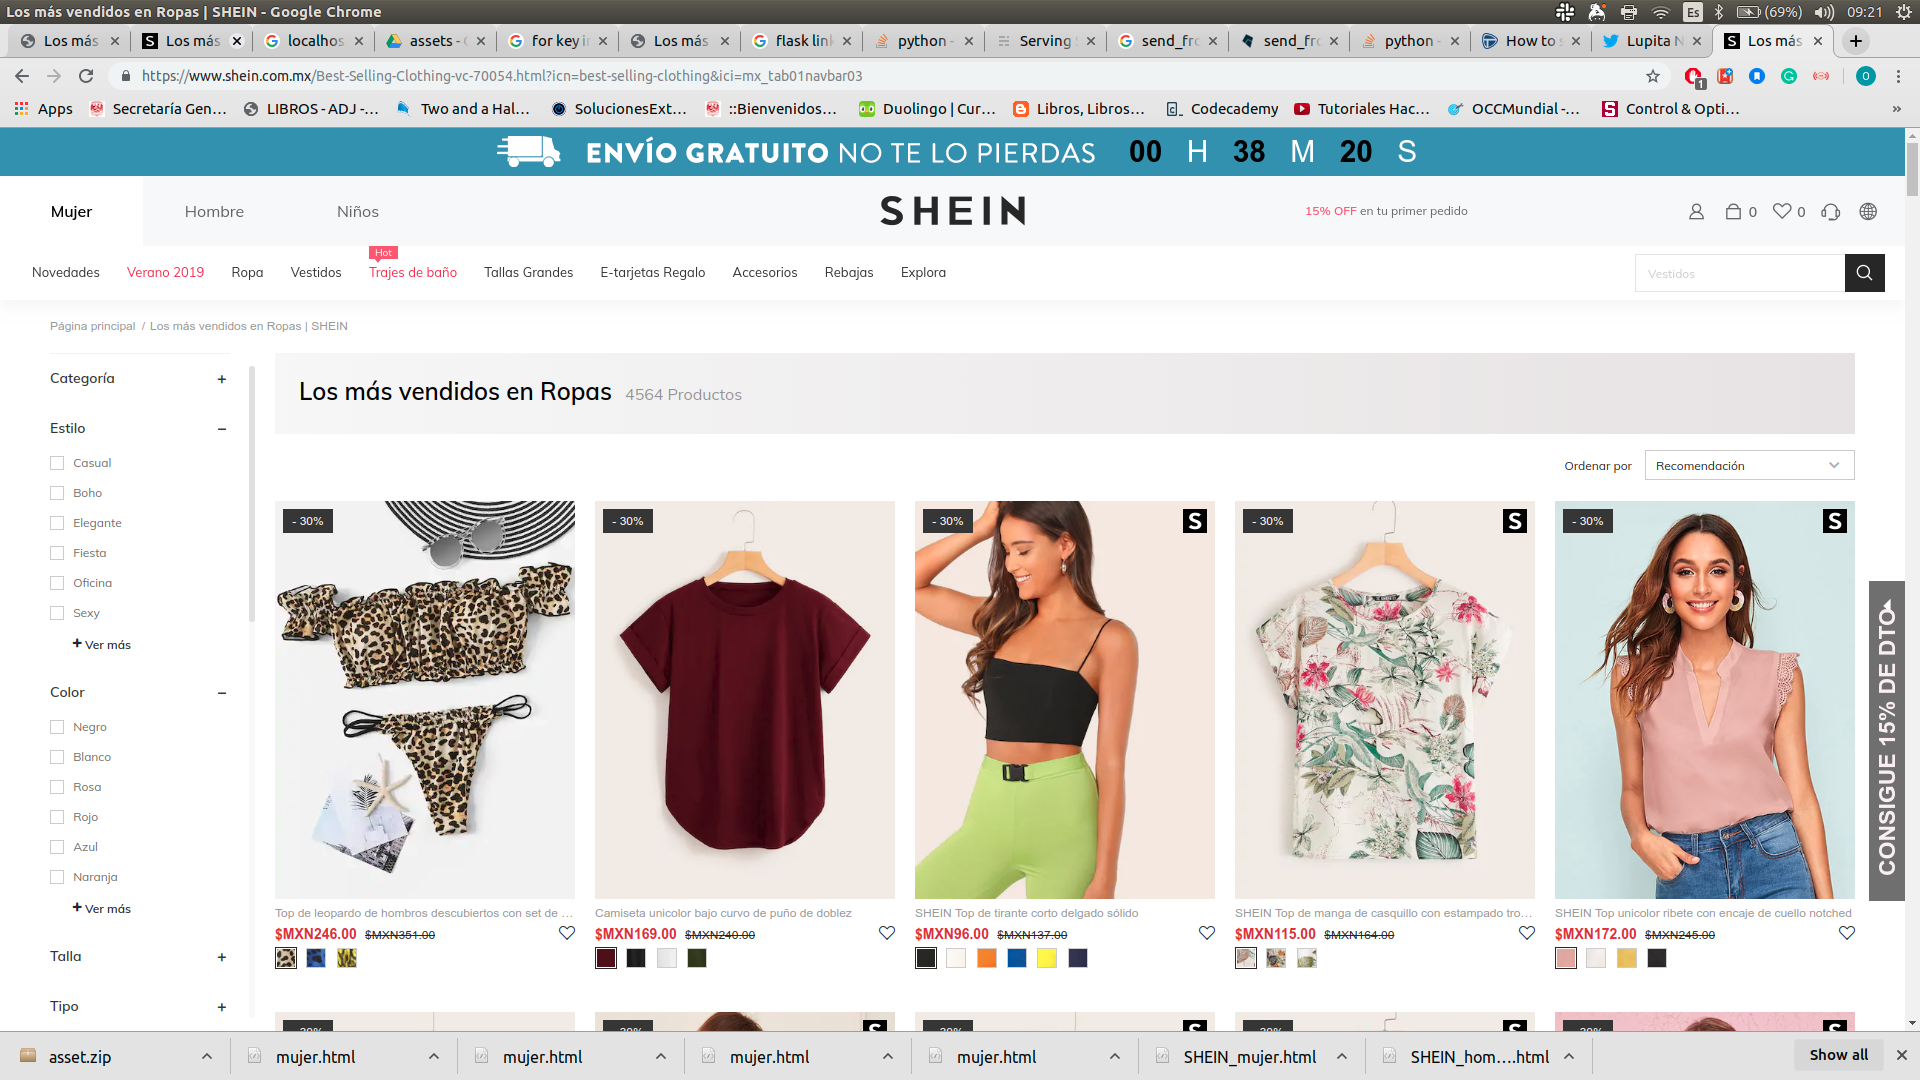 Los más vendidos en Ropas | SHEIN - Google Chrome
Es
(69%)
09:21
Los más
Los más
localhos
assets - G
for key in
Los más
flask link
python -
Serving S
send_fro
send_fro
python -
How to s
Lupita N
Los más
https://www.shein.com.mx/Best-Selling-Clothing-vc-70054.html?icn=best-selling-clothing&ici=mx_tab01navbar03
1
O
Apps
Secretaría Gen...
LIBROS - ADJ -...
Two and a Hal...
SolucionesExt...
::Bienvenidos...
Duolingo | Cur...
Libros, Libros...
Codecademy
Tutoriales Hac...
OCCMundial -...
Control & Opti...
»
ENVÍO GRATUITO NO TE LO PIERDAS 00 H 38 M 20 S
Mujer
Hombre
Niños
SHEIN
15% OFF en tu primer pedido
0
0
Hot
Novedades
Verano 2019
Ropa
Vestidos
Trajes de baño
Tallas Grandes
E-tarjetas Regalo
Accesorios
Rebajas
Explora
Vestidos
Página principal / Los más vendidos en Ropas | SHEIN
Categoría +
Estilo −
Casual
Boho
Elegante
Fiesta
Oficina
Sexy
+ Ver más
Color −
Negro
Blanco
Rosa
Rojo
Azul
Naranja
+ Ver más
Talla +
Tipo +
Los más vendidos en Ropas 4564 Productos
Ordenar por
Recomendación
- 30%
- 30%
- 30%
S
- 30%
S
- 30%
S
CONSIGUE 15% DE DTO
Top de leopardo de hombros descubiertos con set de ...
$MXN246.00 $MXN351.00
Camiseta unicolor bajo curvo de puño de doblez
$MXN169.00 $MXN240.00
SHEIN Top de tirante corto delgado sólido
$MXN96.00 $MXN137.00
SHEIN Top de manga de casquillo con estampado tro...
$MXN115.00 $MXN164.00
SHEIN Top unicolor ribete con encaje de cuello notched
$MXN172.00 $MXN245.00
- 30%
- 30%
S
- 30%
S
- 30%
S
- 30%
S
asset.zip
mujer.html
mujer.html
mujer.html
mujer.html
SHEIN_mujer.html
SHEIN_hom....html
Show all